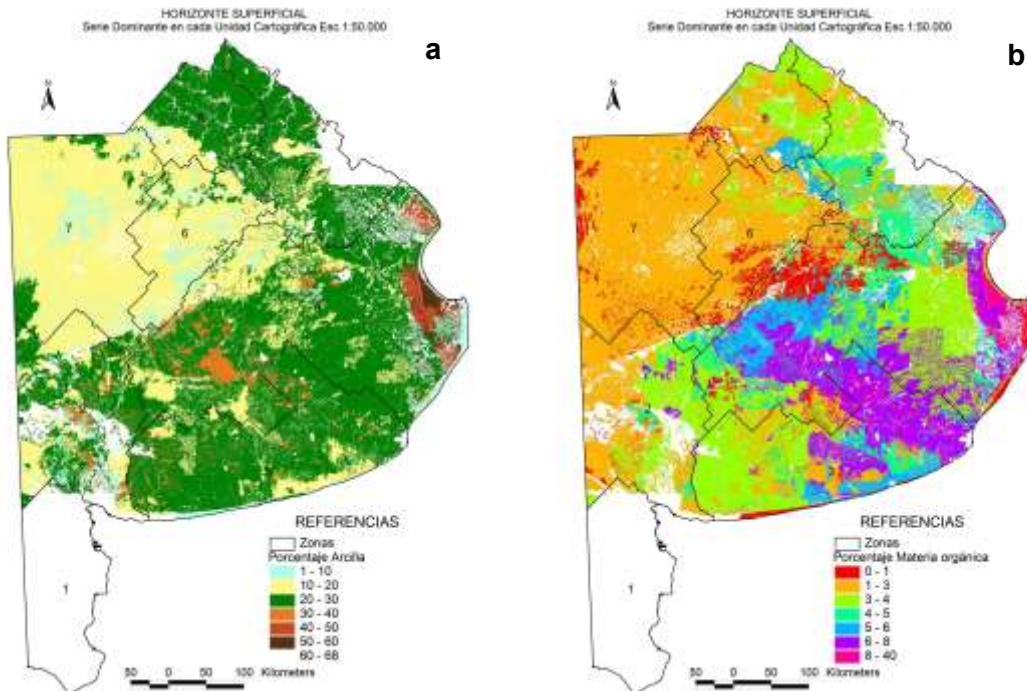 HORIZONTE SUPERFICIAL
Serie Dominante en cada Unidad Cartográfica Esc.1:50.000
a
N
7
6
1
REFERENCIAS
Zonas
Porcentaje Arcilla
1 - 10
10 - 20
20 - 30
30 - 40
40 - 50
50 - 60
60 - 68
50 0 50 100 Kilometers
HORIZONTE SUPERFICIAL
Serie Dominante en cada Unidad Cartográfica Esc.1:50.000
b
N
7
6
5
1
REFERENCIAS
Zonas
Porcentaje Materia orgánica
0 - 1
1 - 3
3 - 4
4 - 5
5 - 6
6 - 8
8 - 40
50 0 50 100 Kilometers